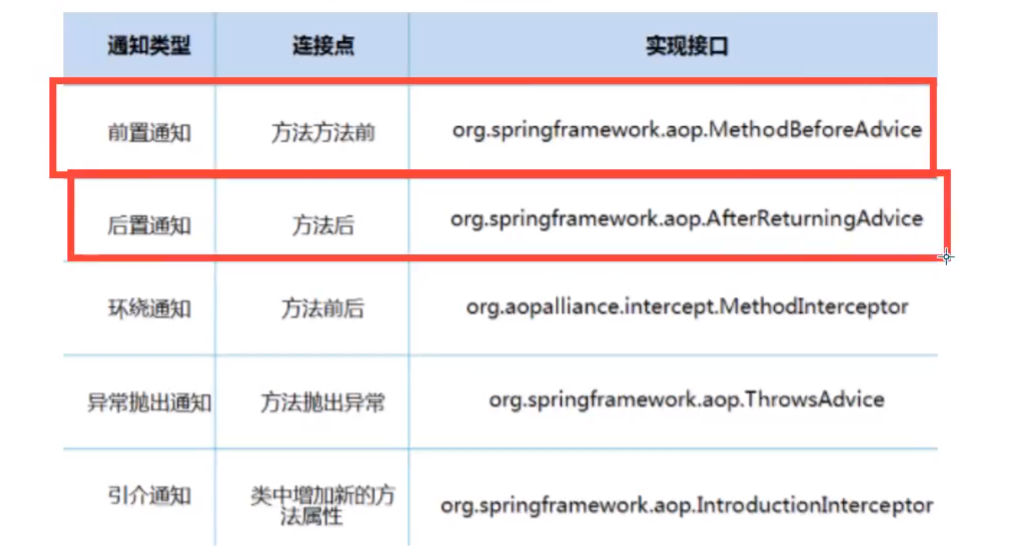 通知类型 连接点 实现接口
前置通知 方法方法前 org.springframework.aop.MethodBeforeAdvice
后置通知 方法后 org.springframework.aop.AfterReturningAdvice
环绕通知 方法前后 org.aopalliance.intercept.MethodInterceptor
异常抛出通知 方法抛出异常 org.springframework.aop.ThrowsAdvice
引介通知 类中增加新的方
法属性 org.springframework.aop.IntroductionInterceptor